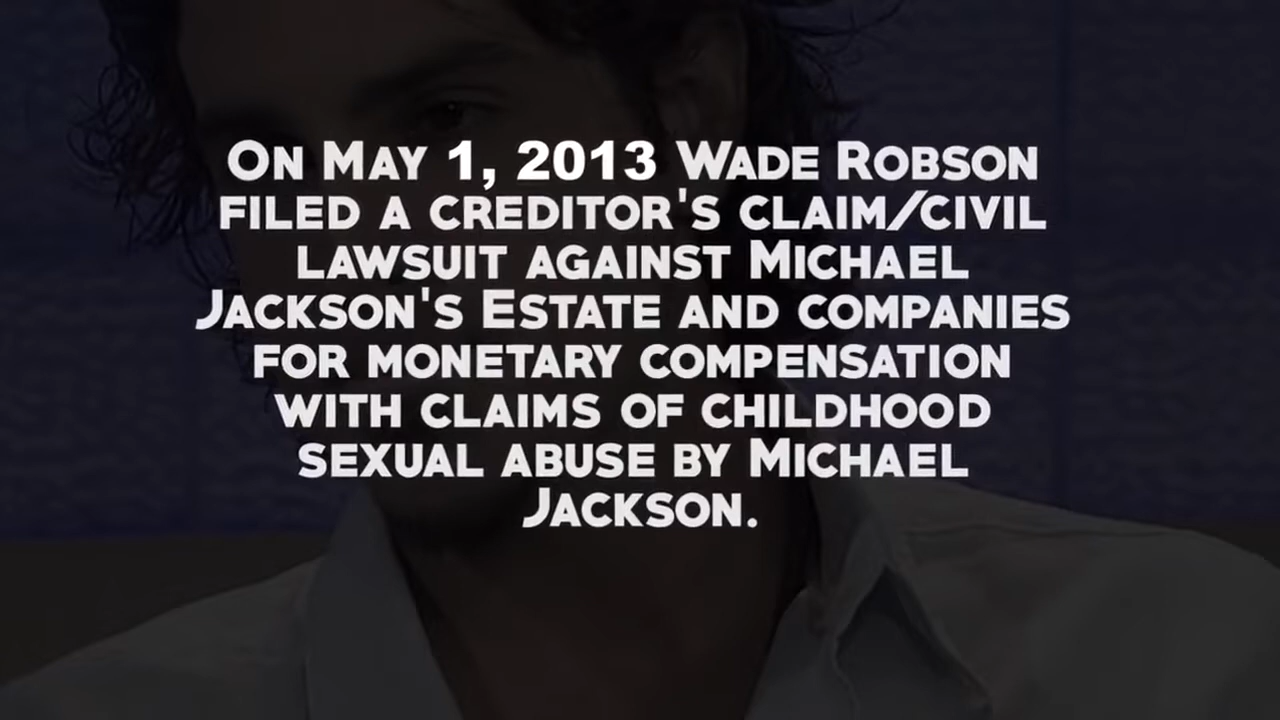 On May 1, 2013 Wade Robson
filed a creditor's claim/civil
lawsuit against Michael
Jackson's Estate and companies
for monetary compensation
with claims of childhood
sexual abuse by Michael
Jackson.